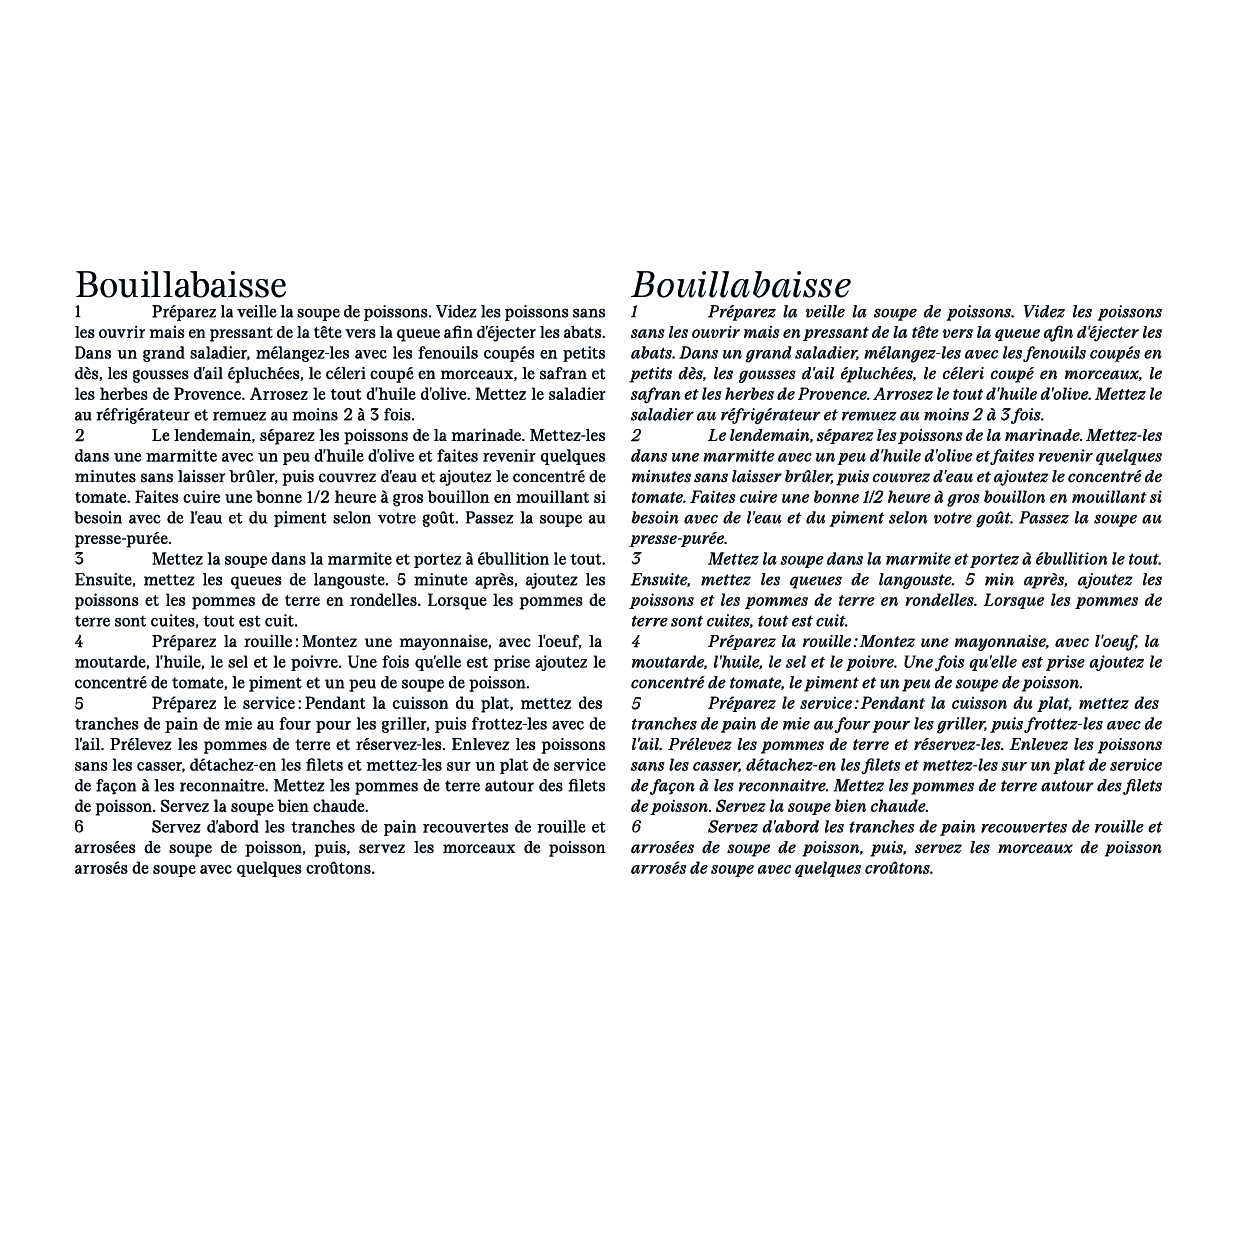 Bouillabaisse
1 Préparez la veille la soupe de poissons. Videz les poissons sans
les ouvrir mais en pressant de la tête vers la queue afin d'éjecter les abats.
Dans un grand saladier, mélangez-les avec les fenouils coupés en petits
dès, les gousses d'ail épluchées, le céleri coupé en morceaux, le safran et
les herbes de Provence. Arrosez le tout d'huile d'olive. Mettez le saladier
au réfrigérateur et remuez au moins 2 à 3 fois.
2 Le lendemain, séparez les poissons de la marinade. Mettez-les
dans une marmitte avec un peu d'huile d'olive et faites revenir quelques
minutes sans laisser brûler, puis couvrez d'eau et ajoutez le concentré de
tomate. Faites cuire une bonne 1/2 heure à gros bouillon en mouillant si
besoin avec de l'eau et du piment selon votre goût. Passez la soupe au
presse-purée.
3 Mettez la soupe dans la marmite et portez à ébullition le tout.
Ensuite, mettez les queues de langouste. 5 minute après, ajoutez les
poissons et les pommes de terre en rondelles. Lorsque les pommes de
terre sont cuites, tout est cuit.
4 Préparez la rouille : Montez une mayonnaise, avec l'oeuf, la
moutarde, l'huile, le sel et le poivre. Une fois qu'elle est prise ajoutez le
concentré de tomate, le piment et un peu de soupe de poisson.
5 Préparez le service : Pendant la cuisson du plat, mettez des
tranches de pain de mie au four pour les griller, puis frottez-les avec de
l'ail. Prélevez les pommes de terre et réservez-les. Enlevez les poissons
sans les casser, détachez-en les filets et mettez-les sur un plat de service
de façon à les reconnaitre. Mettez les pommes de terre autour des filets
de poisson. Servez la soupe bien chaude.
6 Servez d'abord les tranches de pain recouvertes de rouille et
arrosées de soupe de poisson, puis, servez les morceaux de poisson
arrosés de soupe avec quelques croûtons.
Bouillabaisse
1 Préparez la veille la soupe de poissons. Videz les poissons
sans les ouvrir mais en pressant de la tête vers la queue afin d'éjecter les
abats. Dans un grand saladier, mélangez-les avec les fenouils coupés en
petits dès, les gousses d'ail épluchées, le céleri coupé en morceaux, le
safran et les herbes de Provence. Arrosez le tout d'huile d'olive. Mettez le
saladier au réfrigérateur et remuez au moins 2 à 3 fois.
2 Le lendemain, séparez les poissons de la marinade. Mettez-les
dans une marmitte avec un peu d'huile d'olive et faites revenir quelques
minutes sans laisser brûler, puis couvrez d'eau et ajoutez le concentré de
tomate. Faites cuire une bonne 1/2 heure à gros bouillon en mouillant si
besoin avec de l'eau et du piment selon votre goût. Passez la soupe au
presse-purée.
3 Mettez la soupe dans la marmite et portez à ébullition le tout.
Ensuite, mettez les queues de langouste. 5 min après, ajoutez les
poissons et les pommes de terre en rondelles. Lorsque les pommes de
terre sont cuites, tout est cuit.
4 Préparez la rouille : Montez une mayonnaise, avec l'oeuf, la
moutarde, l'huile, le sel et le poivre. Une fois qu'elle est prise ajoutez le
concentré de tomate, le piment et un peu de soupe de poisson.
5 Préparez le service : Pendant la cuisson du plat, mettez des
tranches de pain de mie au four pour les griller, puis frottez-les avec de
l'ail. Prélevez les pommes de terre et réservez-les. Enlevez les poissons
sans les casser, détachez-en les filets et mettez-les sur un plat de service
de façon à les reconnaitre. Mettez les pommes de terre autour des filets
de poisson. Servez la soupe bien chaude.
6 Servez d'abord les tranches de pain recouvertes de rouille et
arrosées de soupe de poisson, puis, servez les morceaux de poisson
arrosés de soupe avec quelques croûtons.